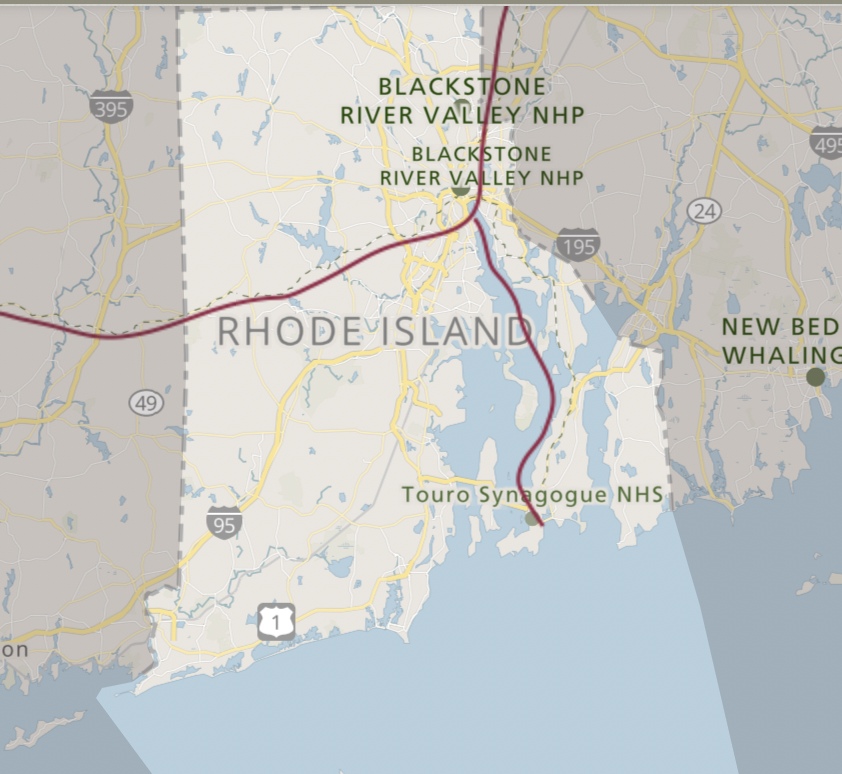 BLACKSTONE
RIVER VALLEY NHP
395
495
BLACKSTONE
RIVER VALLEY NHP
24
195
RHODE ISLAND
NEW BED
WHALING
49
Touro Synagogue NHS
95
1
on